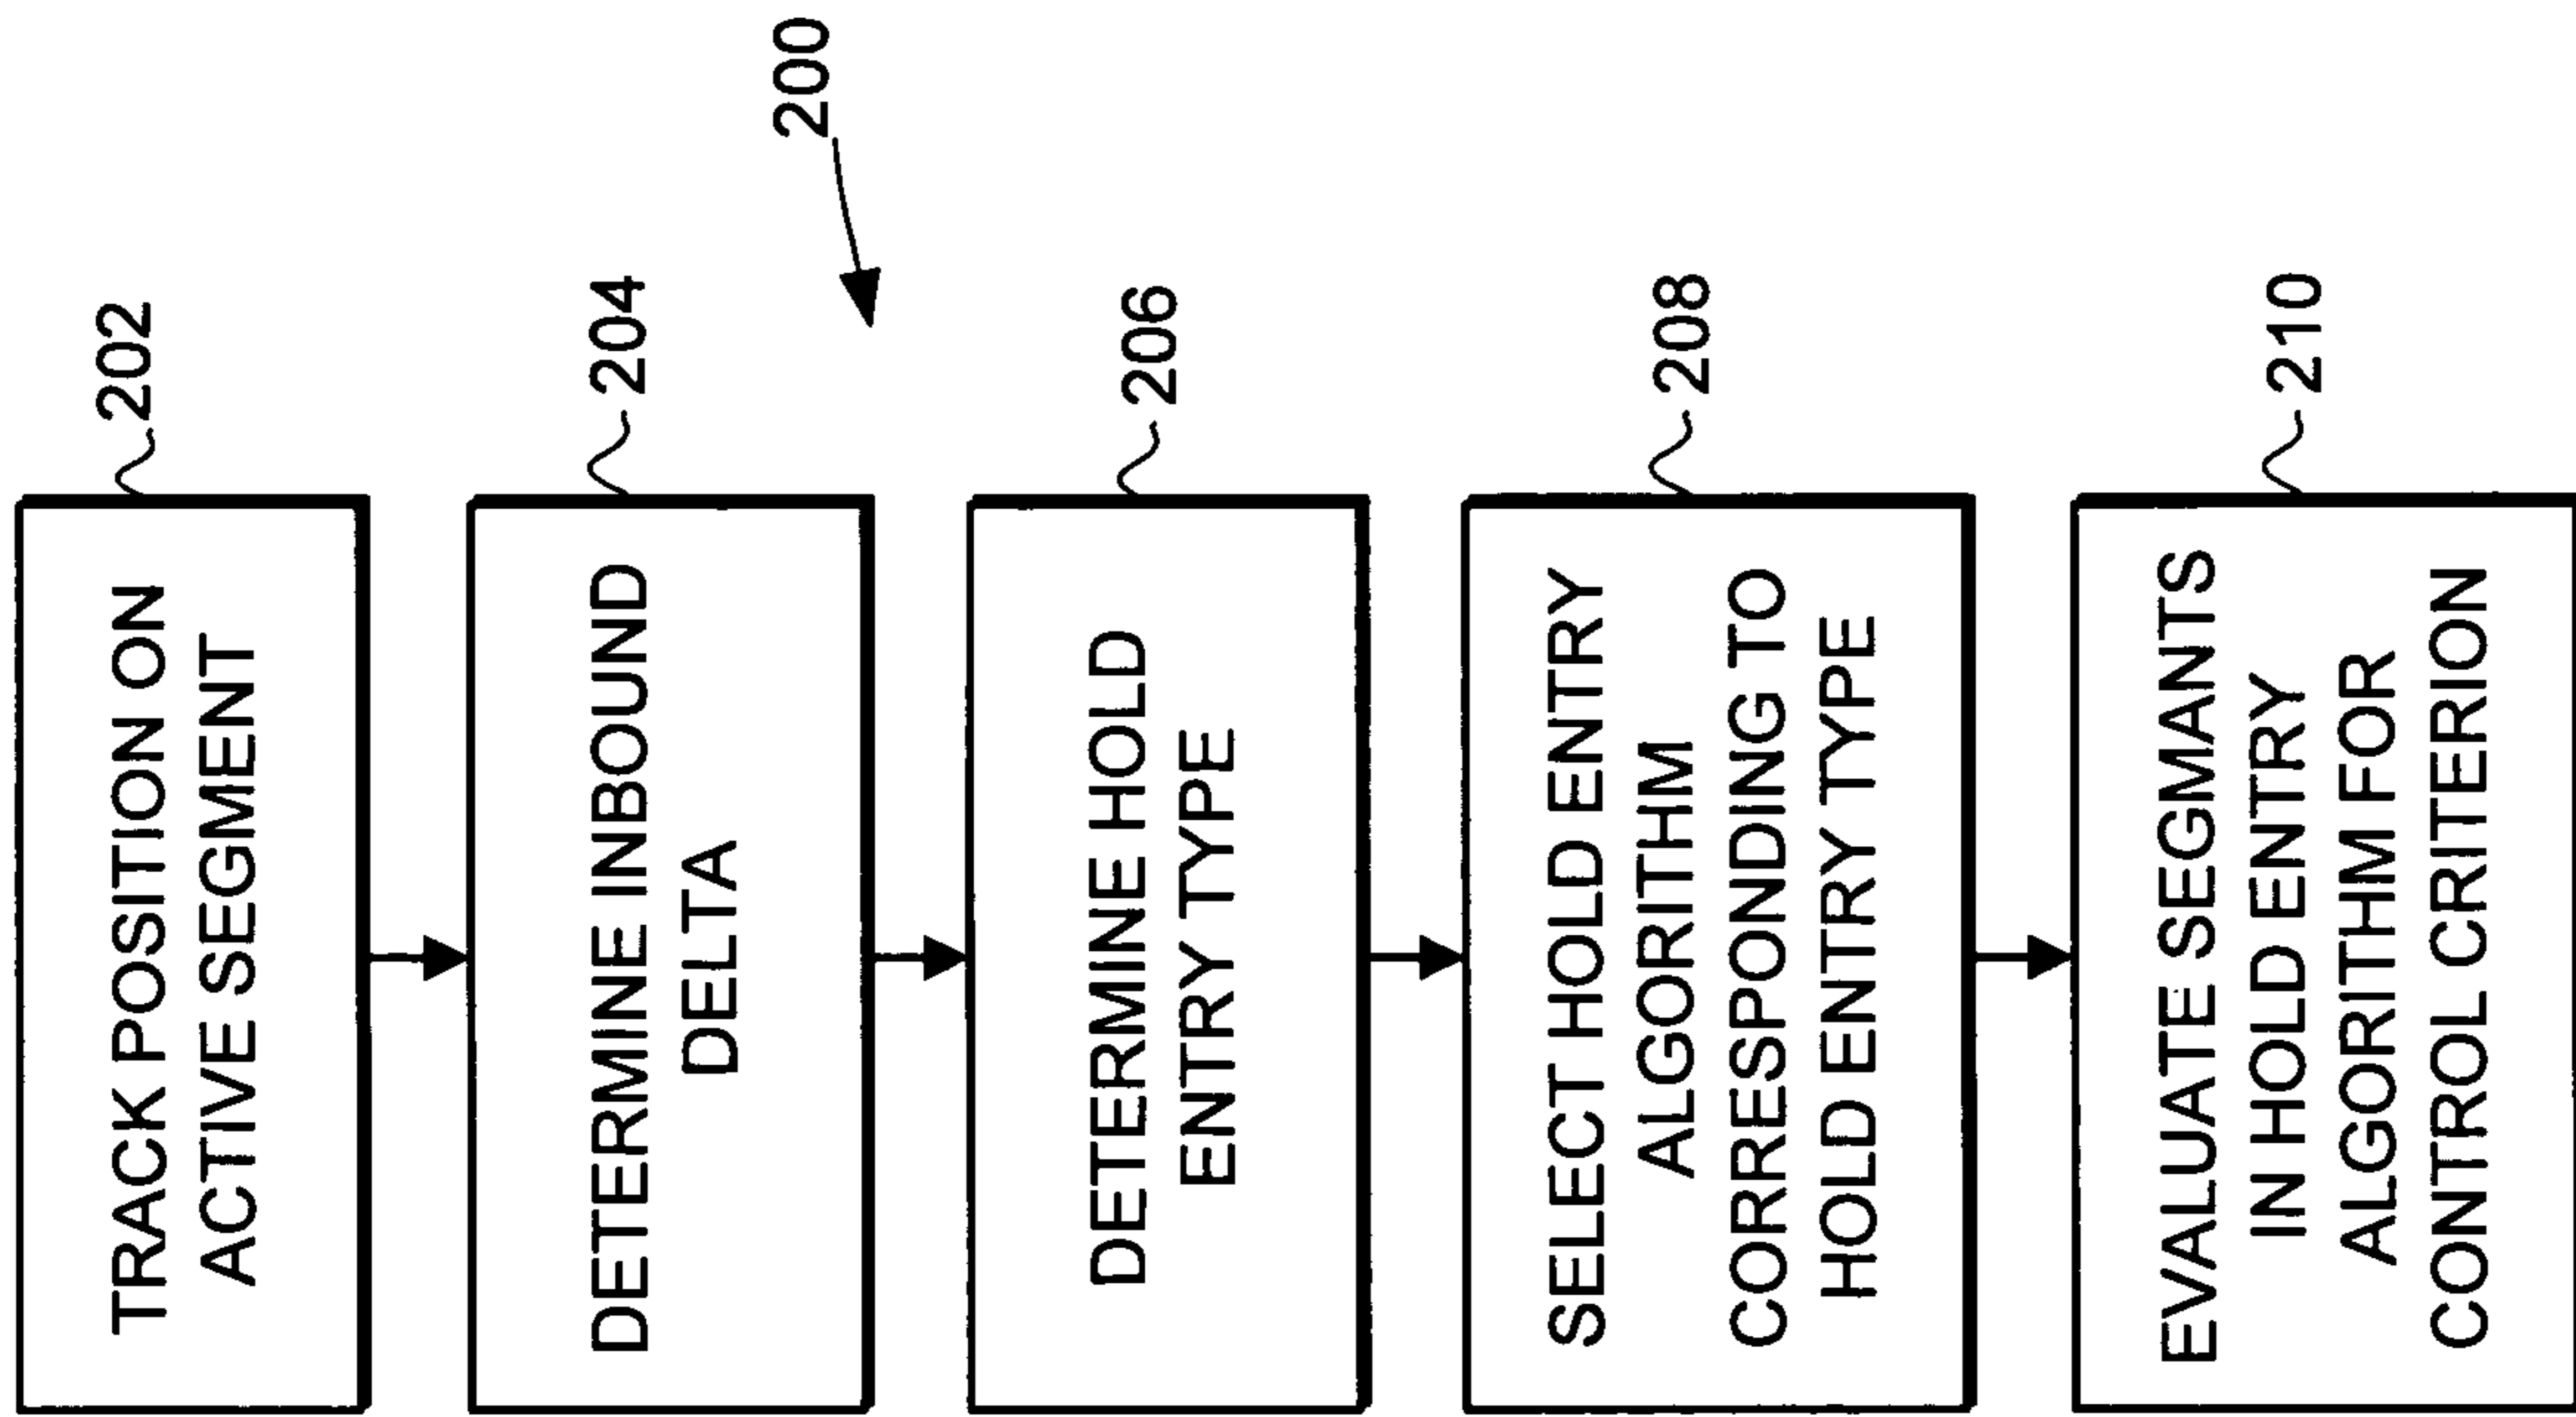 200
TRACK POSITION ON
ACTIVE SEGMENT
202
DETERMINE INBOUND
DELTA
204
DETERMINE HOLD
ENTRY TYPE
206
SELECT HOLD ENTRY
ALGORITHM
CORRESPONDING TO
HOLD ENTRY TYPE
208
EVALUATE SEGMANTS
IN HOLD ENTRY
ALGORITHM FOR
CONTROL CRITERION
210